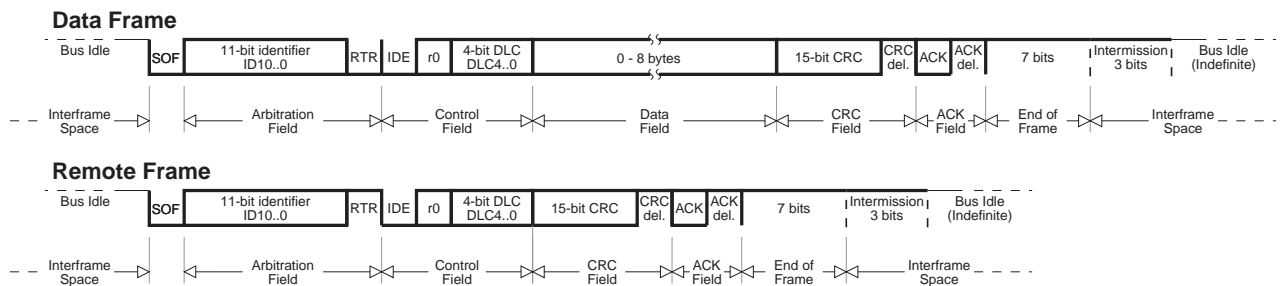 Data Frame
Bus Idle
SOF
11-bit identifier
ID10..0
RTR
IDE
r0
4-bit DLC
DLC4..0
0 - 8 bytes
15-bit CRC
CRC
del.
ACK
ACK
del.
7 bits
Intermission
3 bits
Bus Idle
(Indefinite)
Interframe
Space
Arbitration
Field
Control
Field
Data
Field
CRC
Field
ACK
Field
End of
Frame
Interframe
Space
Remote Frame
Bus Idle
SOF
11-bit identifier
ID10..0
RTR
IDE
r0
4-bit DLC
DLC4..0
15-bit CRC
CRC
del.
ACK
ACK
del.
7 bits
Intermission
3 bits
Bus Idle
(Indefinite)
Interframe
Space
Arbitration
Field
Control
Field
CRC
Field
ACK
Field
End of
Frame
Interframe
Space